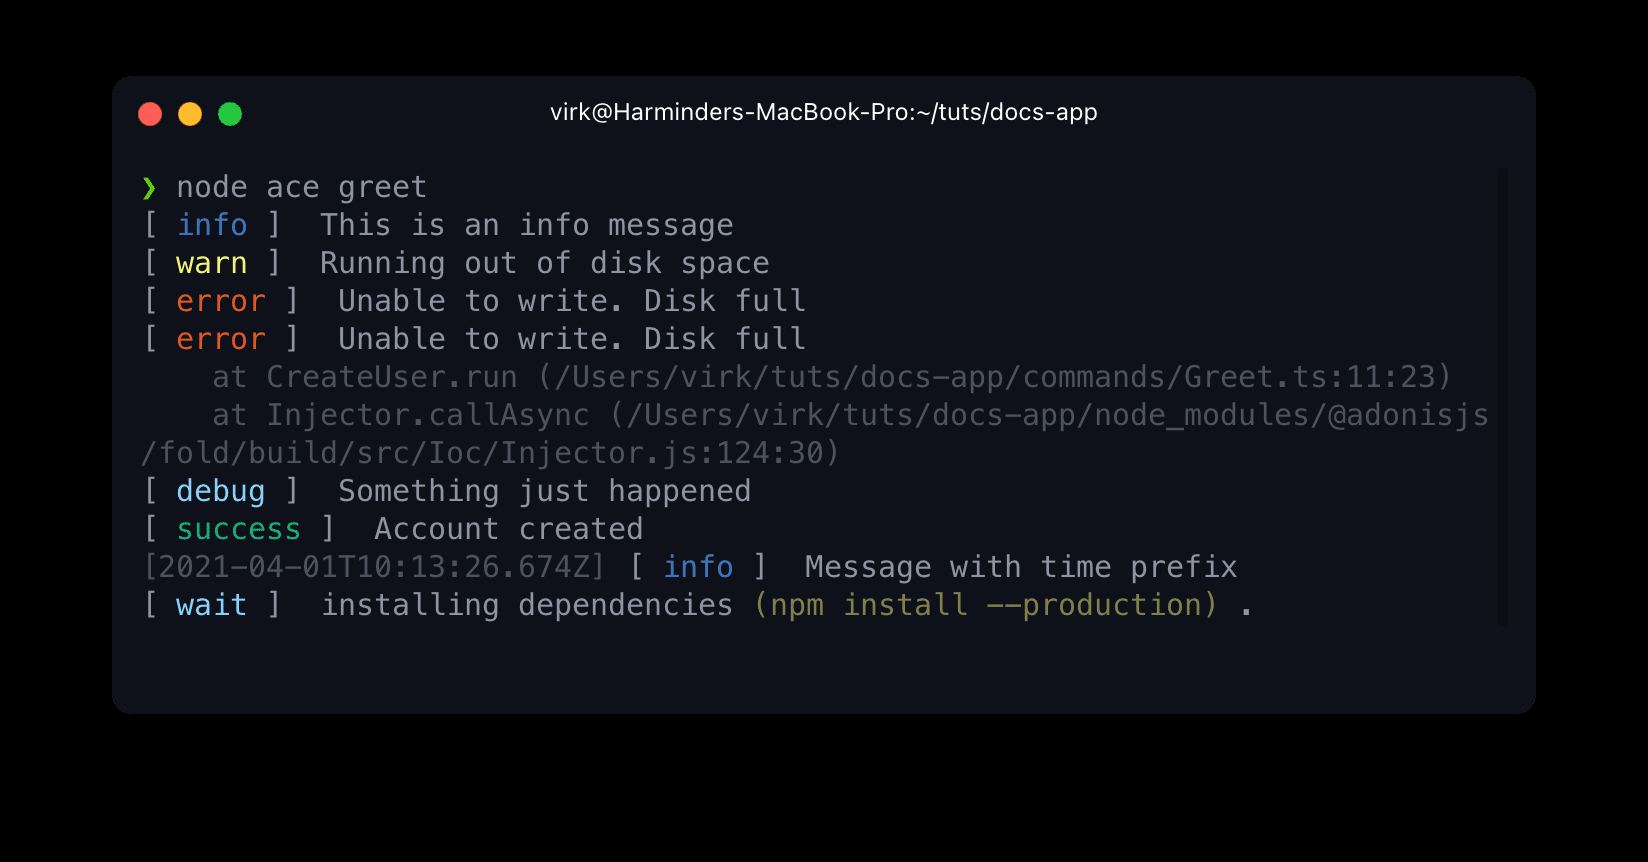 virk@Harminders-MacBook-Pro:~/tuts/docs-app
❯ node ace greet
[ info ]  This is an info message
[ warn ]  Running out of disk space
[ error ]  Unable to write. Disk full
[ error ]  Unable to write. Disk full
    at CreateUser.run (/Users/virk/tuts/docs-app/commands/Greet.ts:11:23)
    at Injector.callAsync (/Users/virk/tuts/docs-app/node_modules/@adonisjs
/fold/build/src/Ioc/Injector.js:124:30)
[ debug ]  Something just happened
[ success ]  Account created
[2021-04-01T10:13:26.674Z] [ info ]  Message with time prefix
[ wait ]  installing dependencies (npm install --production) .